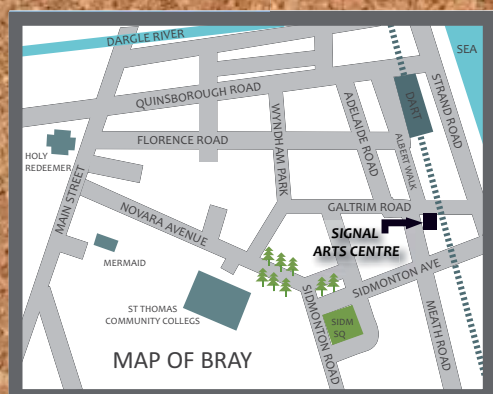 DARGLE RIVER
SEA
QUINSBOROUGH ROAD
DART
STRAND ROAD
WYNDHAM PARK
ADELAIDE ROAD
FLORENCE ROAD
ALBERT WALK
HOLY
REDEEMER
MAIN STREET
NOVARA AVENUE
GALTRIM ROAD
SIGNAL
ARTS CENTRE
MERMAID
SIDMONTON AVE
ST THOMAS
COMMUNITY COLLEGS
SIDMONTON ROAD
SIDM
SQ
MEATH ROAD
MAP OF BRAY